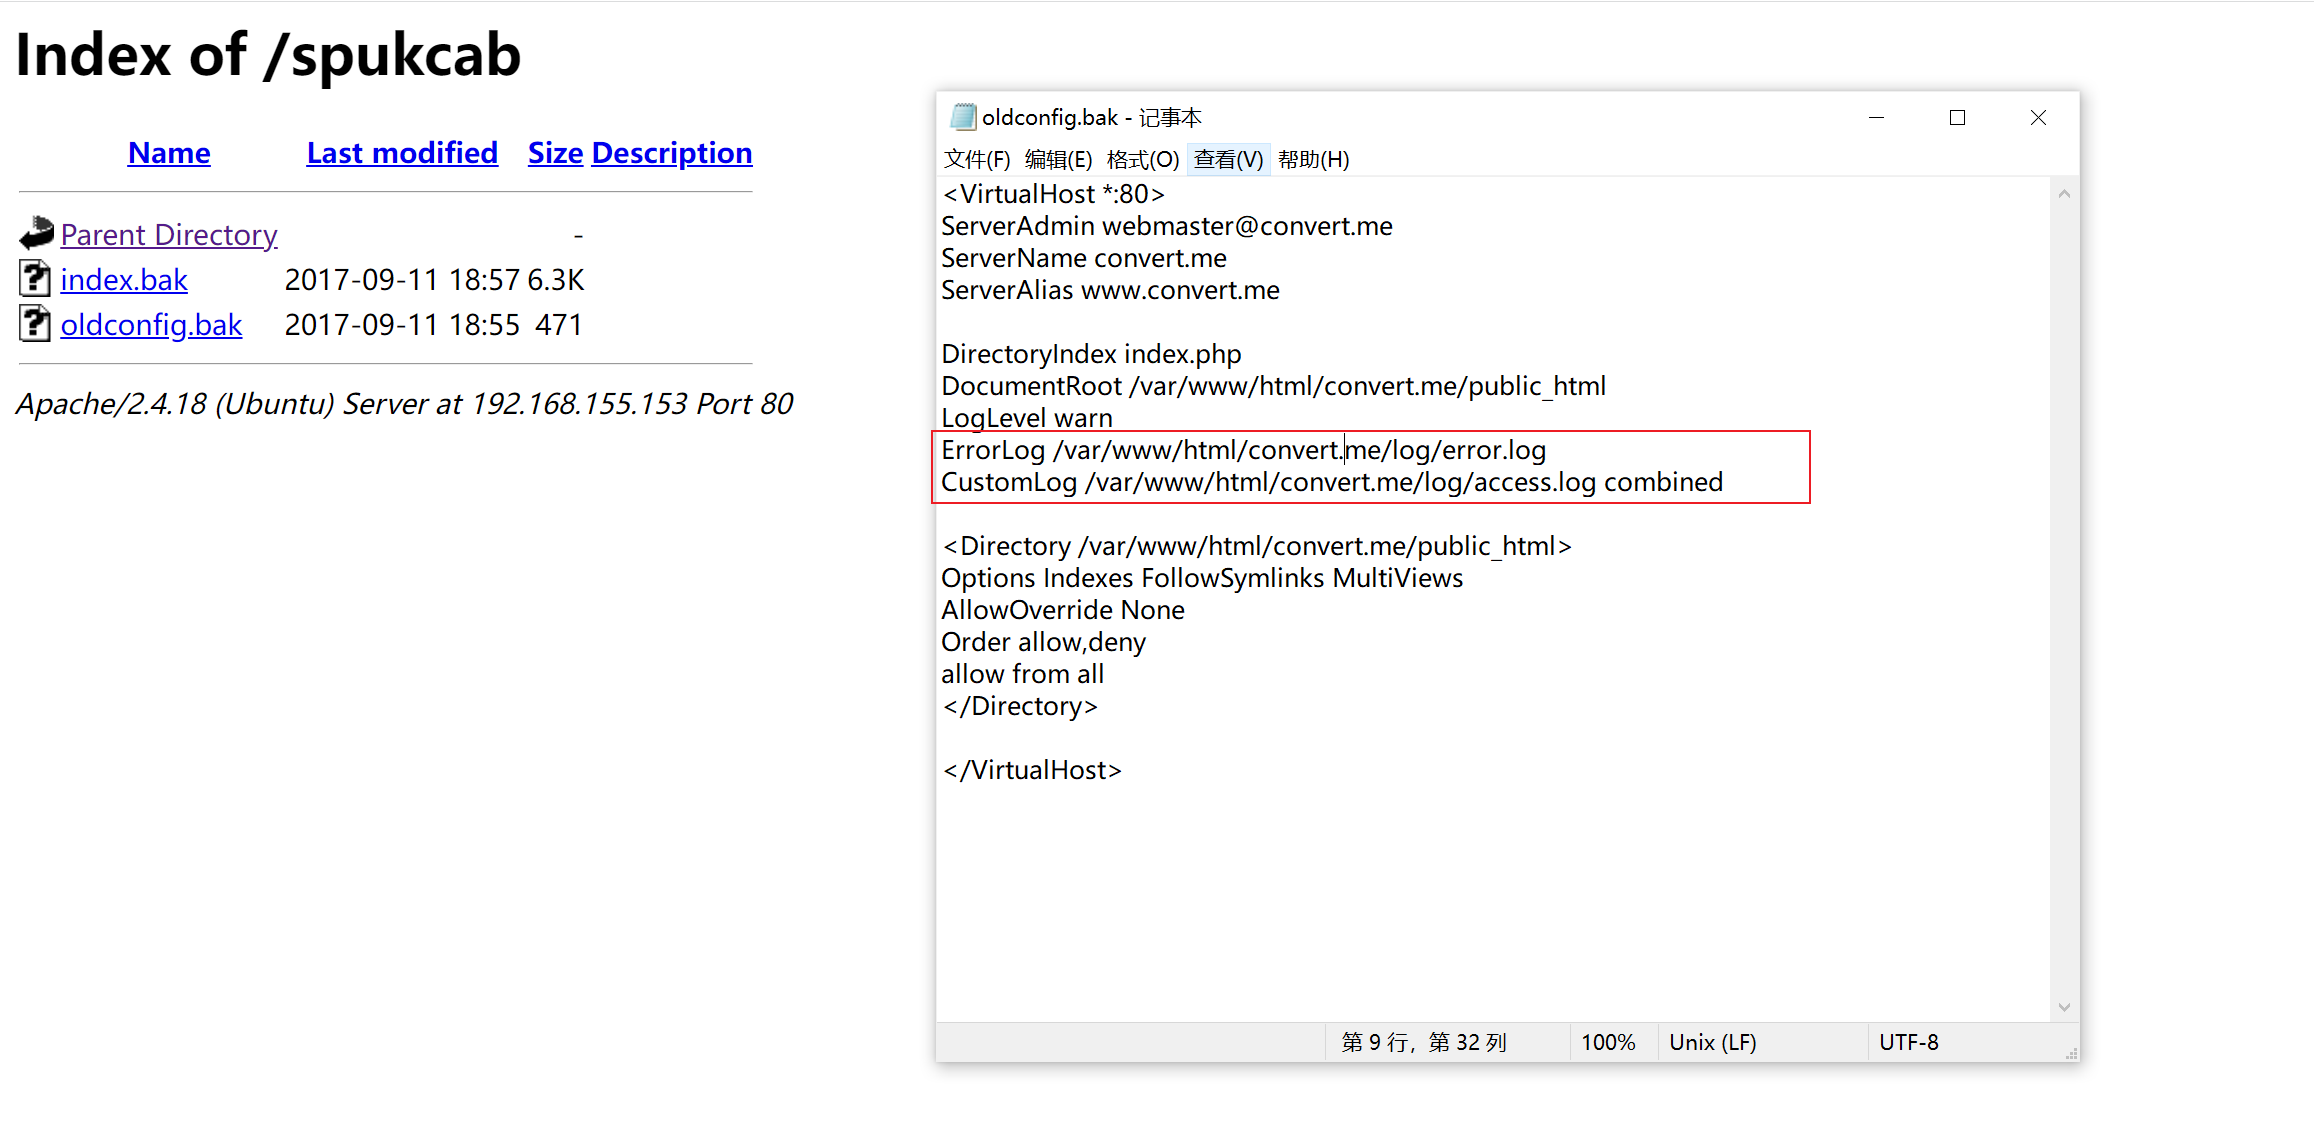 Index of /spukcab
Name Last modified Size Description
Parent Directory -
index.bak 2017-09-11 18:57 6.3K
oldconfig.bak 2017-09-11 18:55 471
Apache/2.4.18 (Ubuntu) Server at 192.168.155.153 Port 80
oldconfig.bak - 记事本
文件(F) 编辑(E) 格式(O) 查看(V) 帮助(H)
<VirtualHost *:80>
ServerAdmin webmaster@convert.me
ServerName convert.me
ServerAlias www.convert.me
DirectoryIndex index.php
DocumentRoot /var/www/html/convert.me/public_html
LogLevel warn
ErrorLog /var/www/html/convert.me/log/error.log
CustomLog /var/www/html/convert.me/log/access.log combined
<Directory /var/www/html/convert.me/public_html>
Options Indexes FollowSymlinks MultiViews
AllowOverride None
Order allow,deny
allow from all
</Directory>
</VirtualHost>
第 9 行，第 32 列 100% Unix (LF) UTF-8